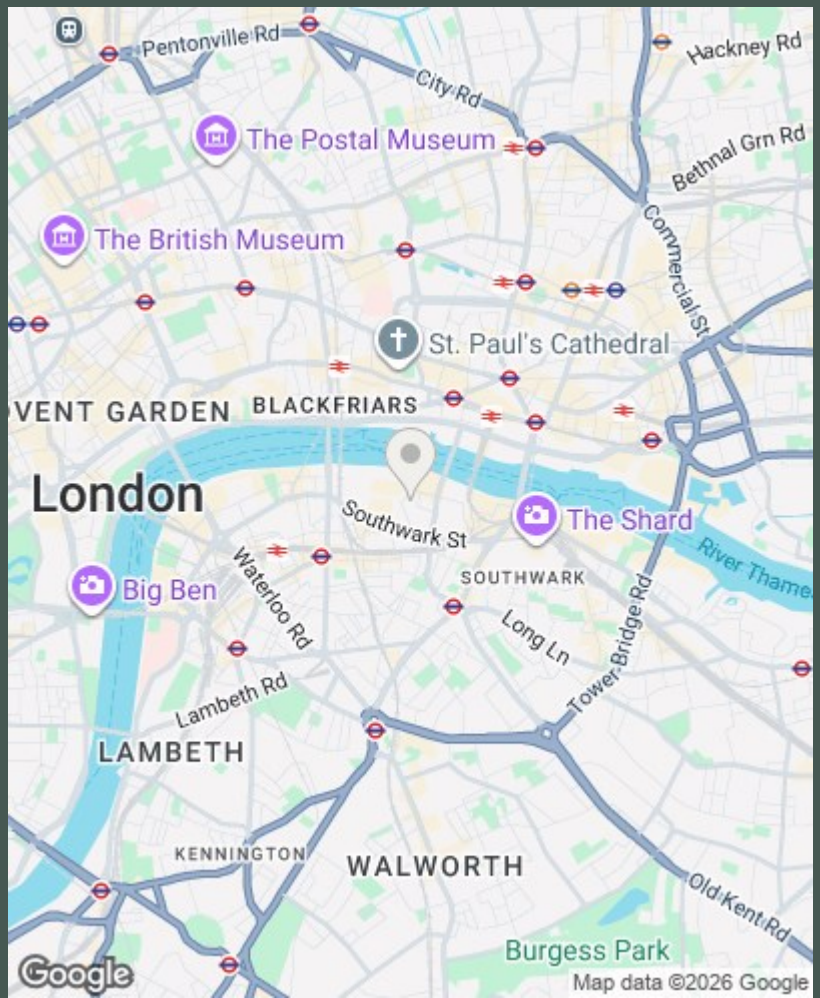 Pentonville Rd
Hackney Rd
City Rd
The Postal Museum
Bethnal Grn Rd
The British Museum
Commercial St
St. Paul's Cathedral
VENT GARDEN
BLACKFRIARS
London
Southwark St
The Shard
River Thame
Waterloo Rd
SOUTHWARK
Big Ben
Long Ln
Tower Bridge Rd
Lambeth Rd
LAMBETH
KENNINGTON
WALWORTH
Old Kent Rd
Burgess Park
Google
Map data ©2026 Google